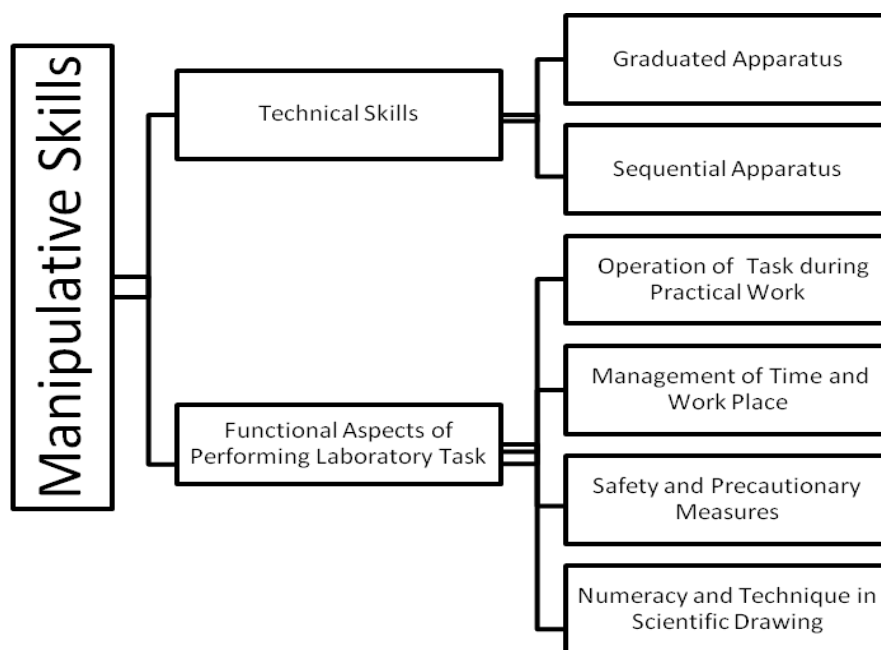 Manipulative Skills
Technical Skills
Graduated Apparatus
Sequential Apparatus
Functional Aspects of
Performing Laboratory Task
Operation of Task during
Practical Work
Management of Time and
Work Place
Safety and Precautionary
Measures
Numeracy and Technique in
Scientific Drawing